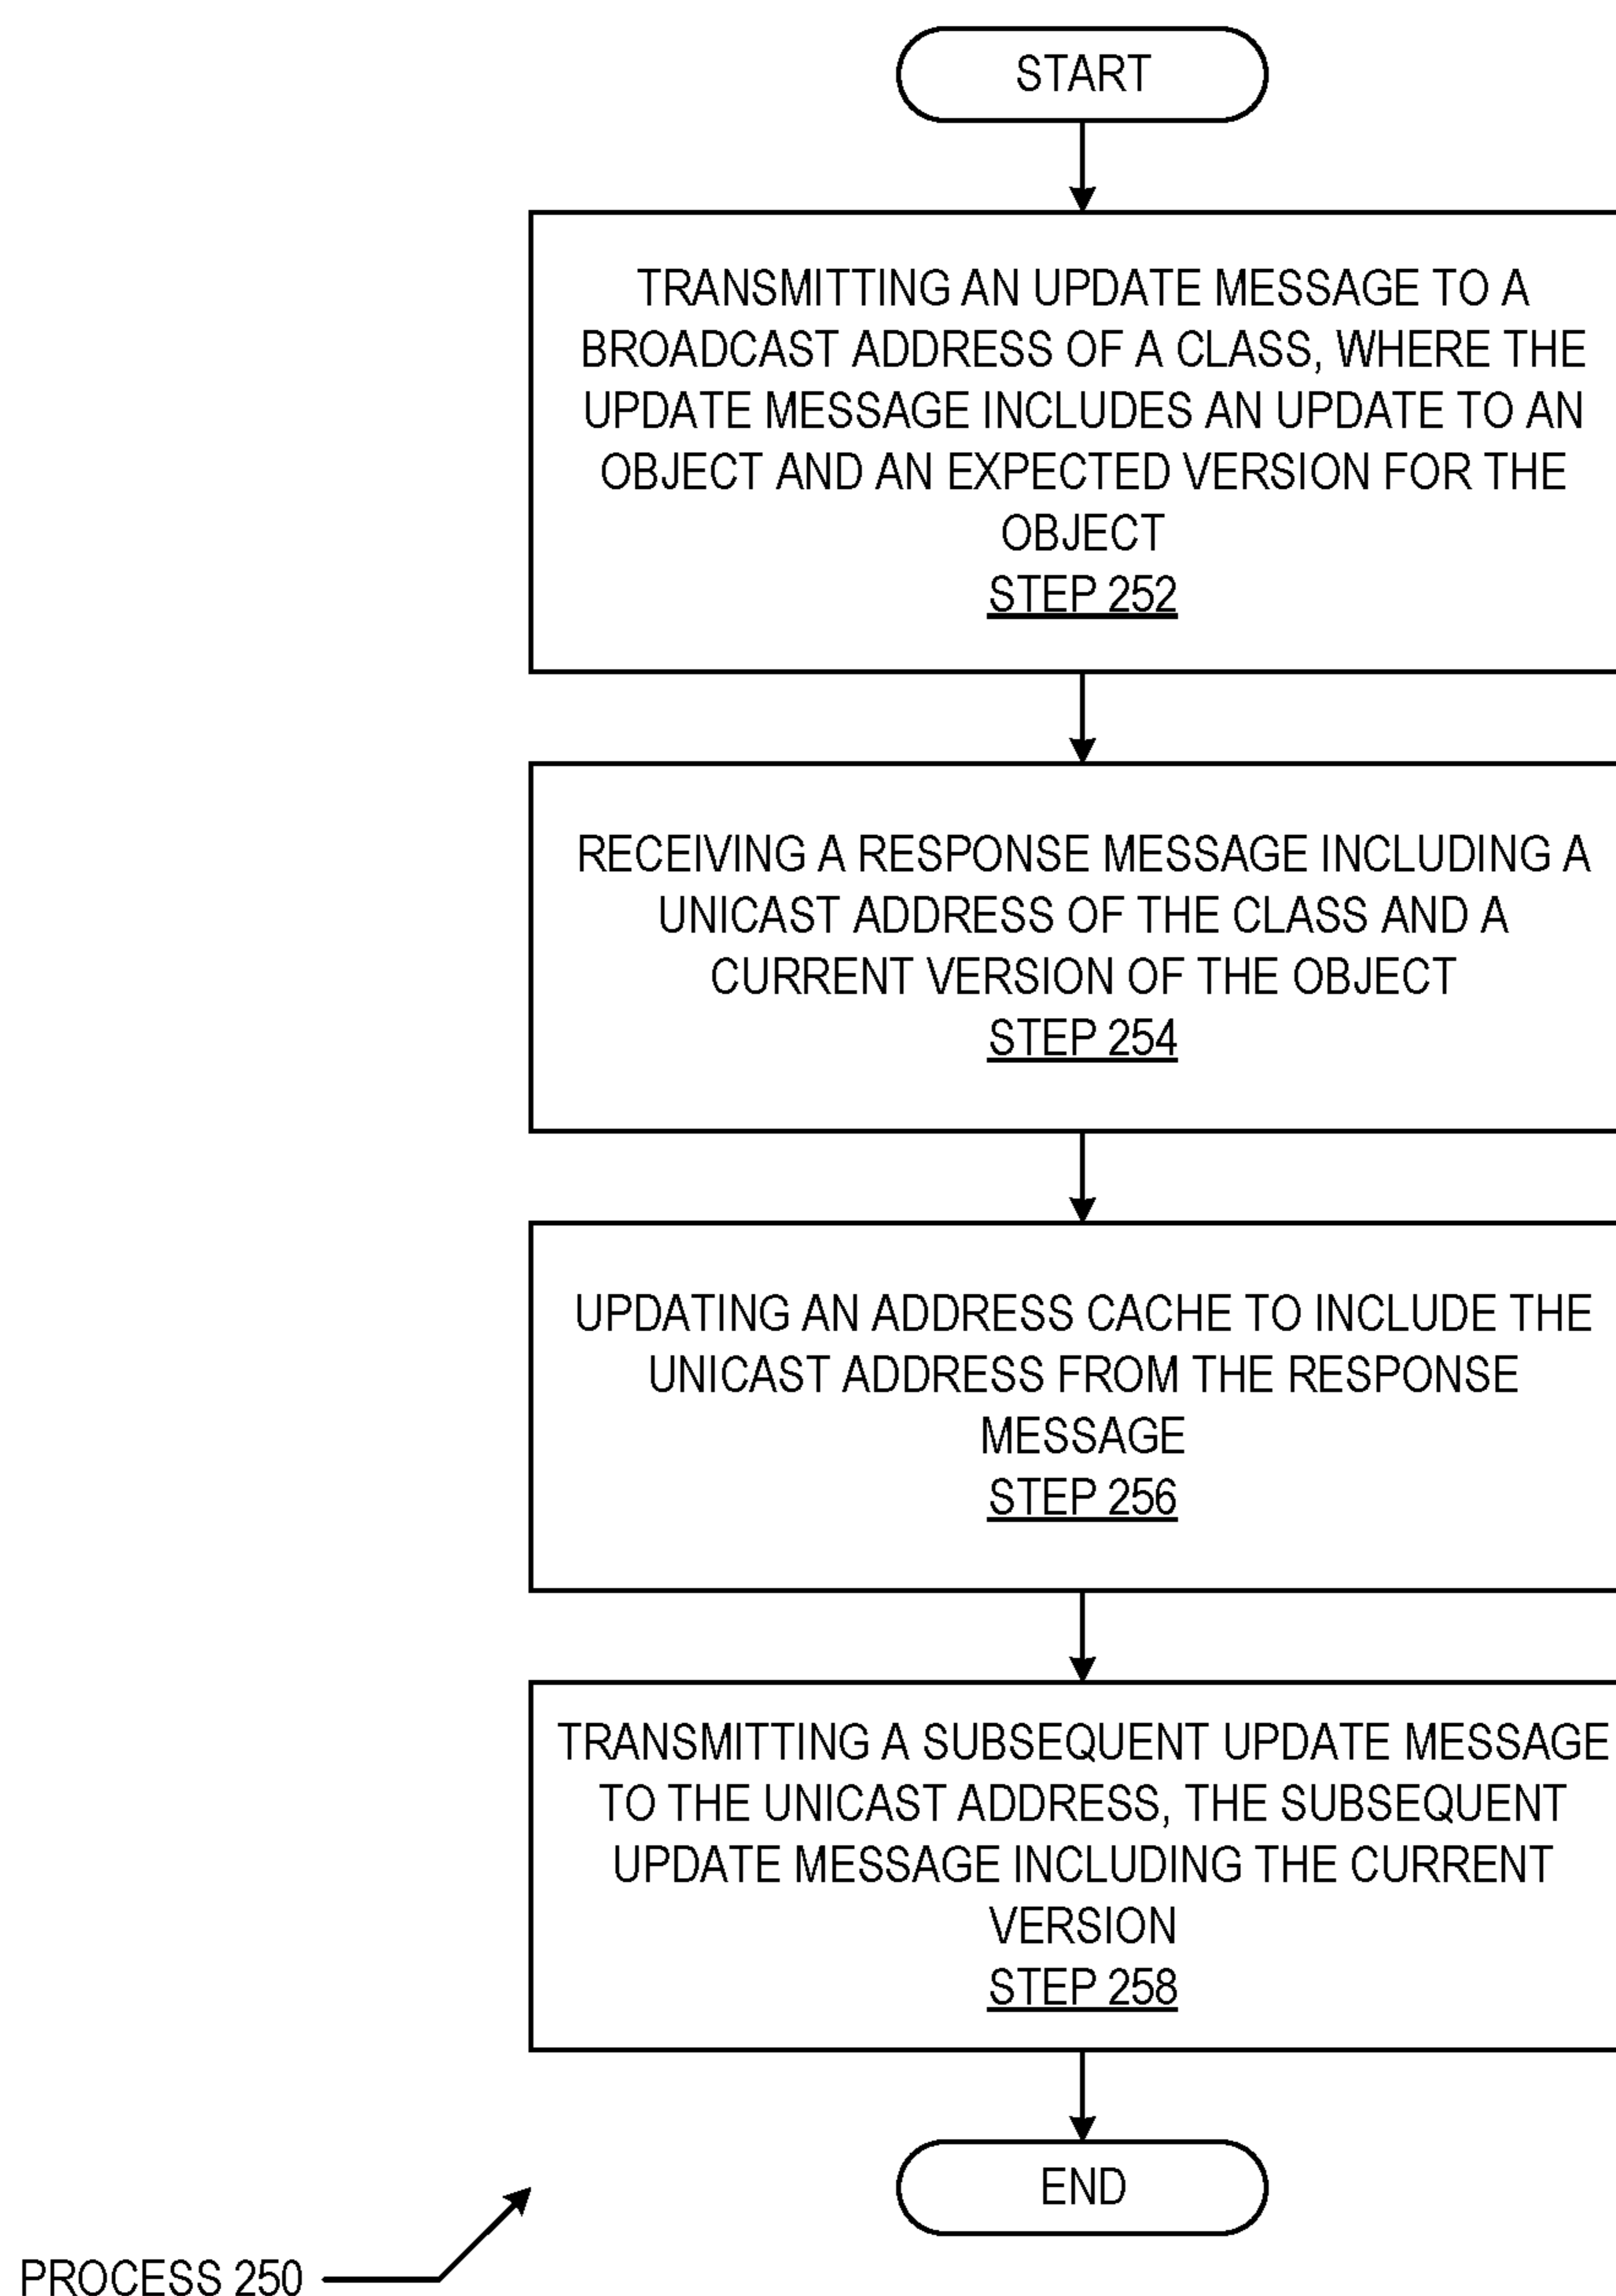 START
TRANSMITTING AN UPDATE MESSAGE TO A
BROADCAST ADDRESS OF A CLASS, WHERE THE
UPDATE MESSAGE INCLUDES AN UPDATE TO AN
OBJECT AND AN EXPECTED VERSION FOR THE
OBJECT
STEP 252
RECEIVING A RESPONSE MESSAGE INCLUDING A
UNICAST ADDRESS OF THE CLASS AND A
CURRENT VERSION OF THE OBJECT
STEP 254
UPDATING AN ADDRESS CACHE TO INCLUDE THE
UNICAST ADDRESS FROM THE RESPONSE
MESSAGE
STEP 256
TRANSMITTING A SUBSEQUENT UPDATE MESSAGE
TO THE UNICAST ADDRESS, THE SUBSEQUENT
UPDATE MESSAGE INCLUDING THE CURRENT
VERSION
STEP 258
END
PROCESS 250